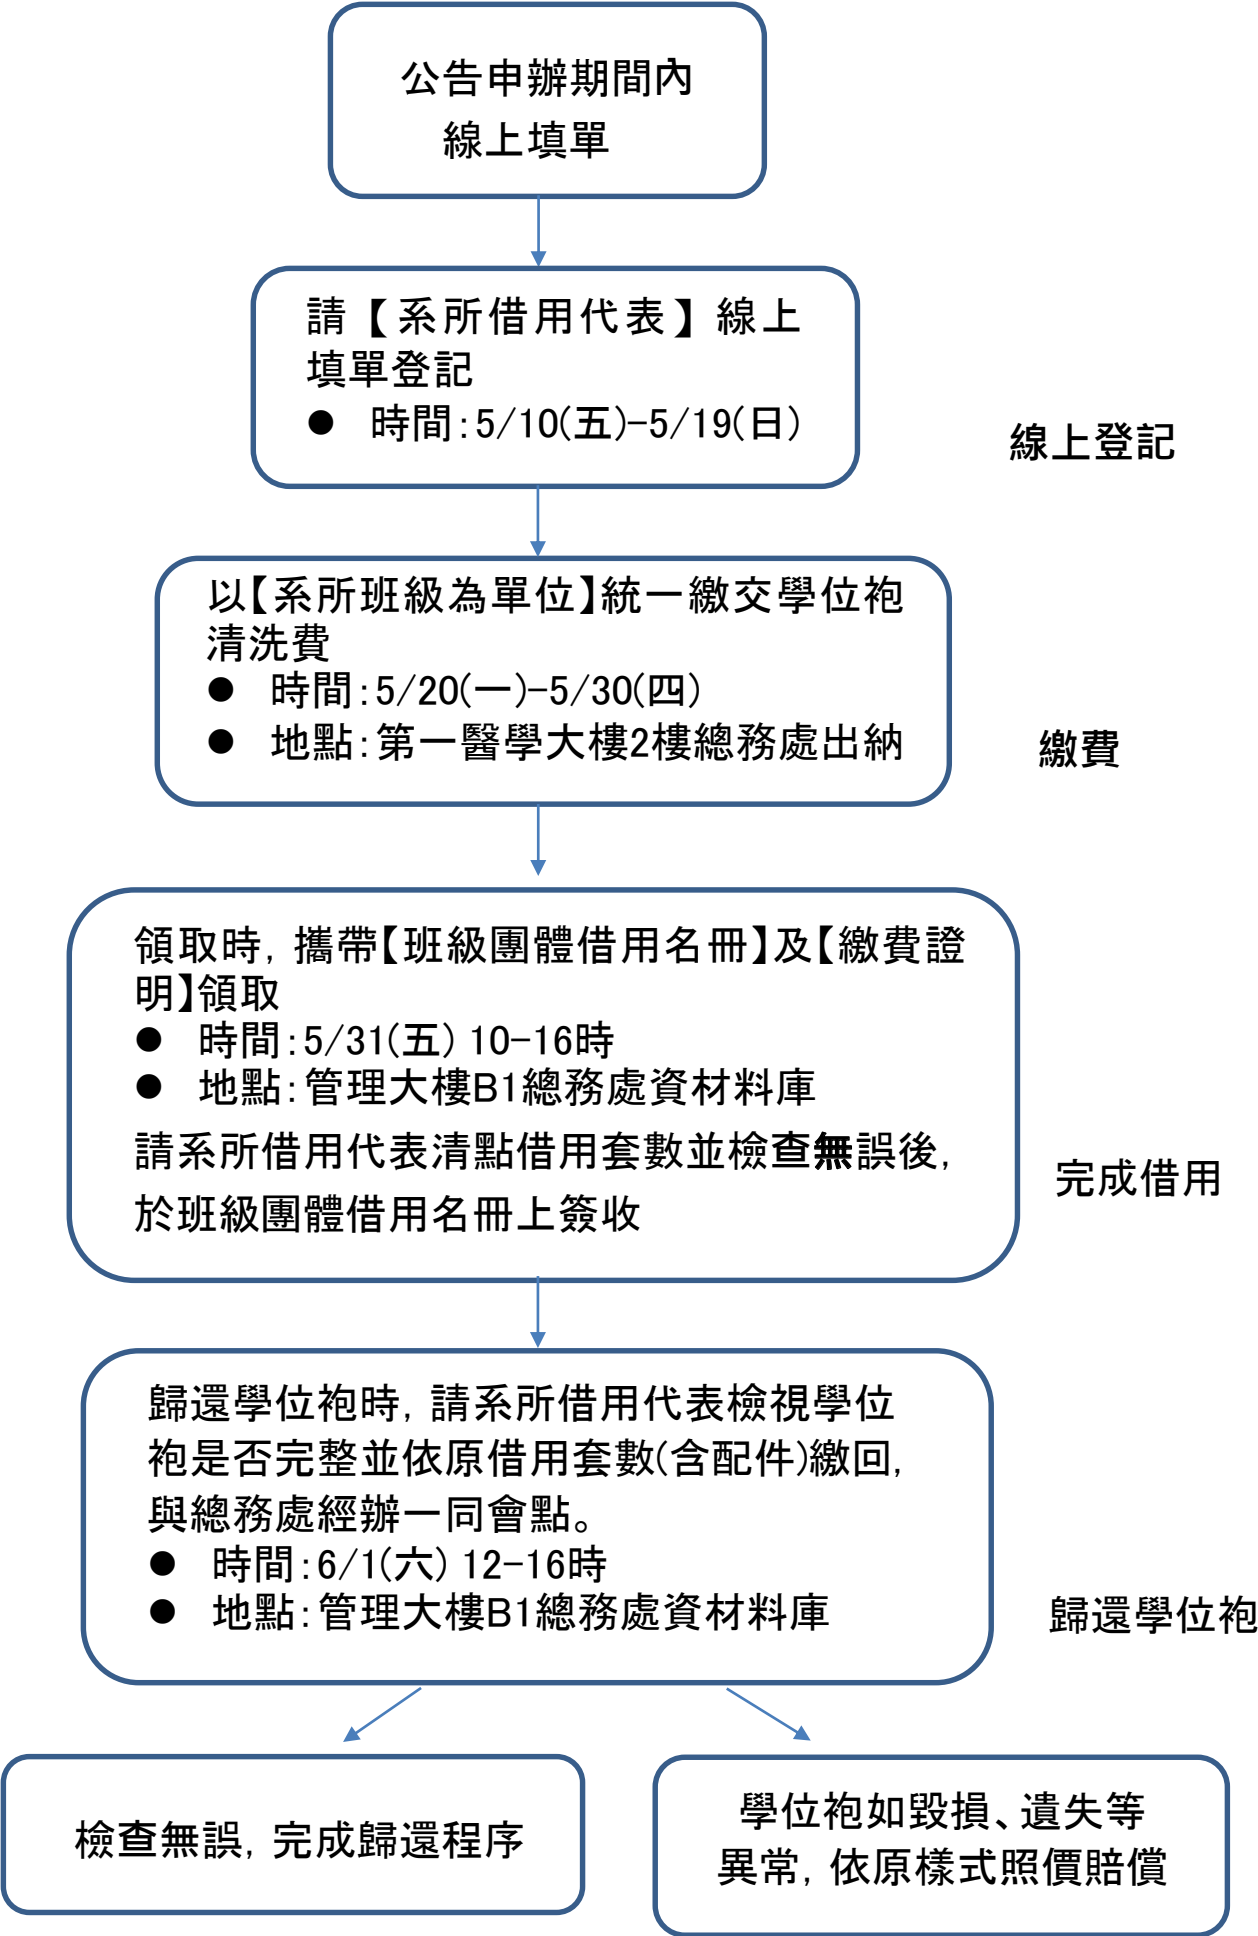 公告申辦期間內
線上填單
請【系所借用代表】線上
填單登記
● 時間：5/10(五)-5/19(日)
線上登記
以【系所班級為單位】統一繳交學位袍
清洗費
● 時間：5/20(一)-5/30(四)
● 地點：第一醫學大樓2樓總務處出納
繳費
領取時，攜帶【班級團體借用名冊】及【繳費證
明】領取
● 時間：5/31(五) 10-16時
● 地點：管理大樓B1總務處資材料庫
請系所借用代表清點借用套數並檢查無誤後，
於班級團體借用名冊上簽收
完成借用
歸還學位袍時，請系所借用代表檢視學位
袍是否完整並依原借用套數(含配件)繳回，
與總務處經辦一同會點。
● 時間：6/1(六) 12-16時
● 地點：管理大樓B1總務處資材料庫
歸還學位袍
檢查無誤，完成歸還程序
學位袍如毀損、遺失等
異常，依原樣式照價賠償